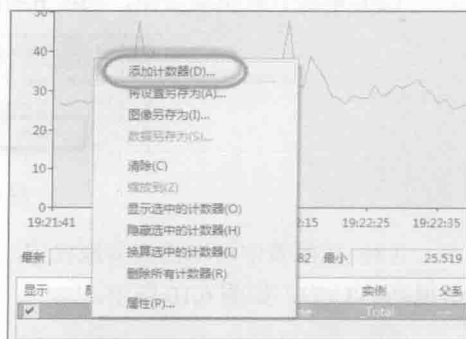 50
40
30
20
10
添加计数器(D)...
将设置另存为(A)...
图像另存为(I)...
数据另存为(S)...
清除(C)
缩放到(Z)
显示选中的计数器(O)
隐藏选中的计数器(H)
换算选中的计数器(L)
删除所有计数器(R)
属性(P)...
19:21:41
2:15 19:22:25 19:22:35
最新
82 最小 25.519
显示
实例 父系
_Total ---